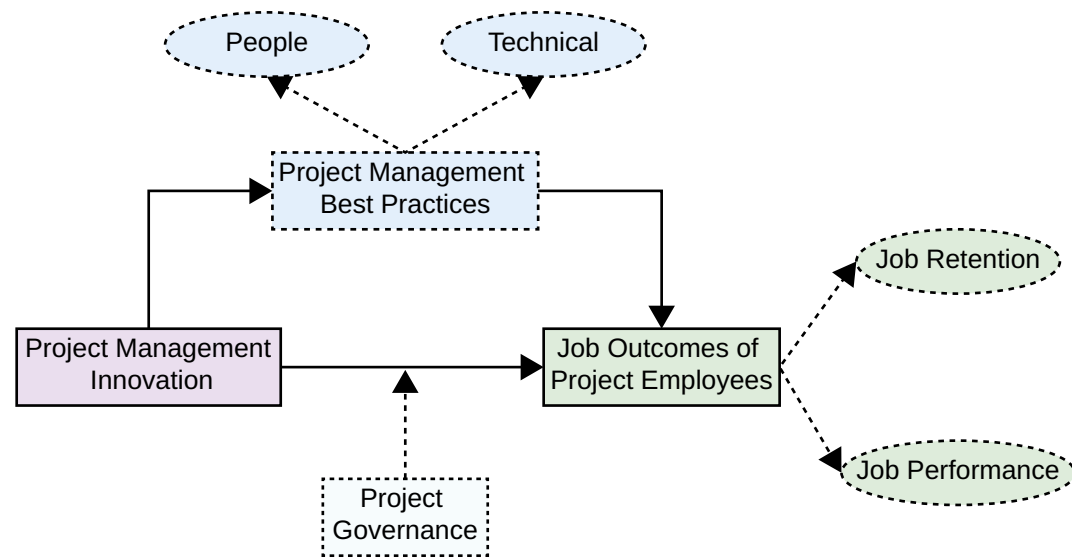 People
Technical
Project Management
Best Practices
Job Retention
Project Management
Innovation
Job Outcomes of
Project Employees
Job Performance
Project
Governance